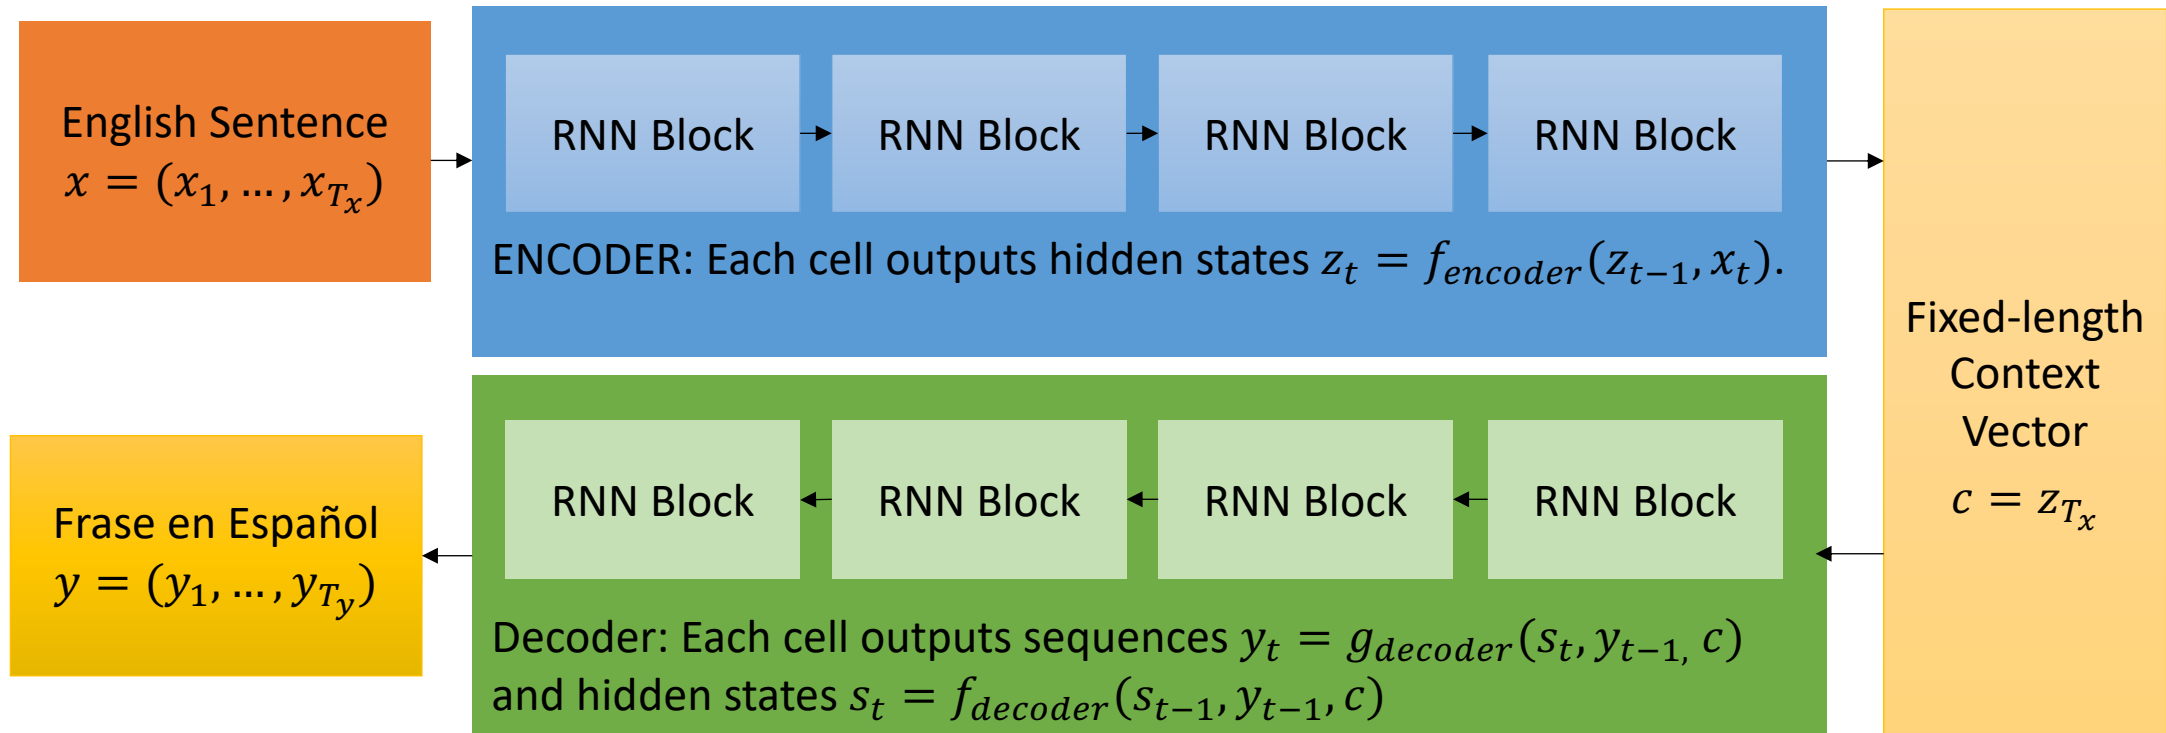 English Sentence
x = (x_1, … , x_{T_x})
RNN Block
RNN Block
RNN Block
RNN Block
ENCODER: Each cell outputs hidden states z_t = f_{encoder}(z_{t−1}, x_t).
Fixed-length
Context
Vector
c = z_{T_x}
RNN Block
RNN Block
RNN Block
RNN Block
Decoder: Each cell outputs sequences y_t = g_{decoder}(s_t, y_{t−1,} c)
and hidden states s_t = f_{decoder}(s_{t−1}, y_{t−1}, c)
Frase en Español
y = (y_1, … , y_{T_y})